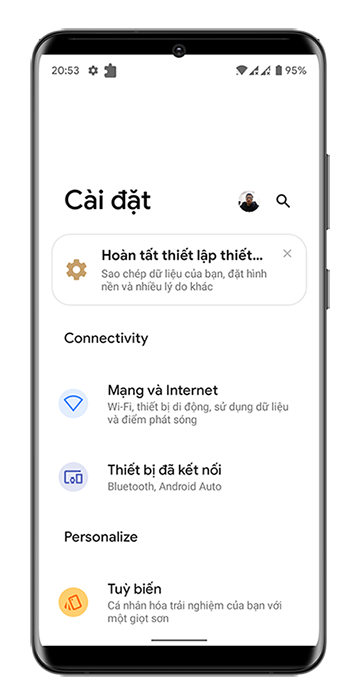 20:53
95%
Cài đặt
Hoàn tất thiết lập thiết...
Sao chép dữ liệu của bạn, đặt hình
nền và nhiều lý do khác
Connectivity
Mạng và Internet
Wi-Fi, thiết bị di động, sử dụng dữ liệu
và điểm phát sóng
Thiết bị đã kết nối
Bluetooth, Android Auto
Personalize
Tuỳ biến
Cá nhân hóa trải nghiệm của bạn với
một giọt sơn